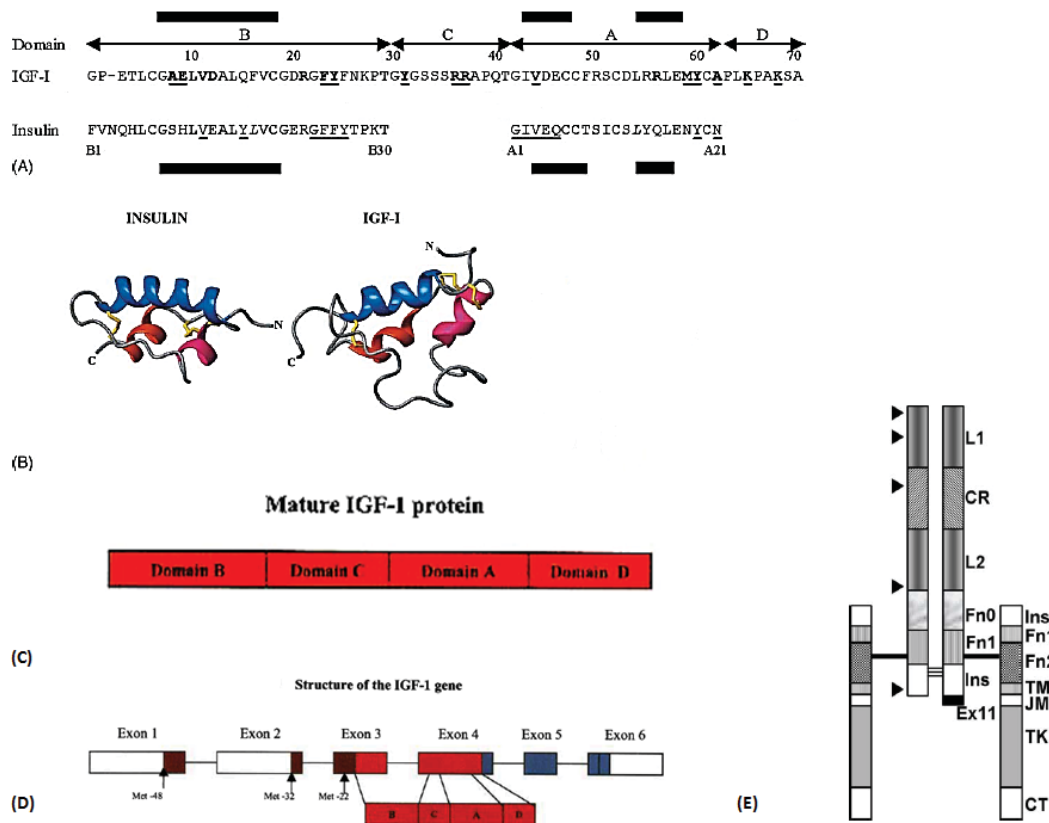 Domain B C A D
10 20 30 40 50 60 70
IGF-I GP-ETLCGAELVDALQFVCGDRGFYFNKPTGYGSSSRRAPQTGIVDECCFRSCDLRRLEMYCAPLKPAKSA
Insulin FVNQHLCGSHLVEALYLVCGERGFFYTPKT GIVEQCCTSICSLYQLENYCN
B1 B30 A1 A21
(A)
INSULIN IGF-I
N
N
C
C
(B)
Mature IGF-1 protein
Domain B Domain C Domain A Domain D
(C)
Structure of the IGF-1 gene
Exon 1 Exon 2 Exon 3 Exon 4 Exon 5 Exon 6
Met -48 Met -32 Met -22
B C A D
(D)
L1
CR
L2
Fn0 Ins
Fn1 Fn1
Fn2
Ins TM
Ex11 JM
TK
CT
(E)